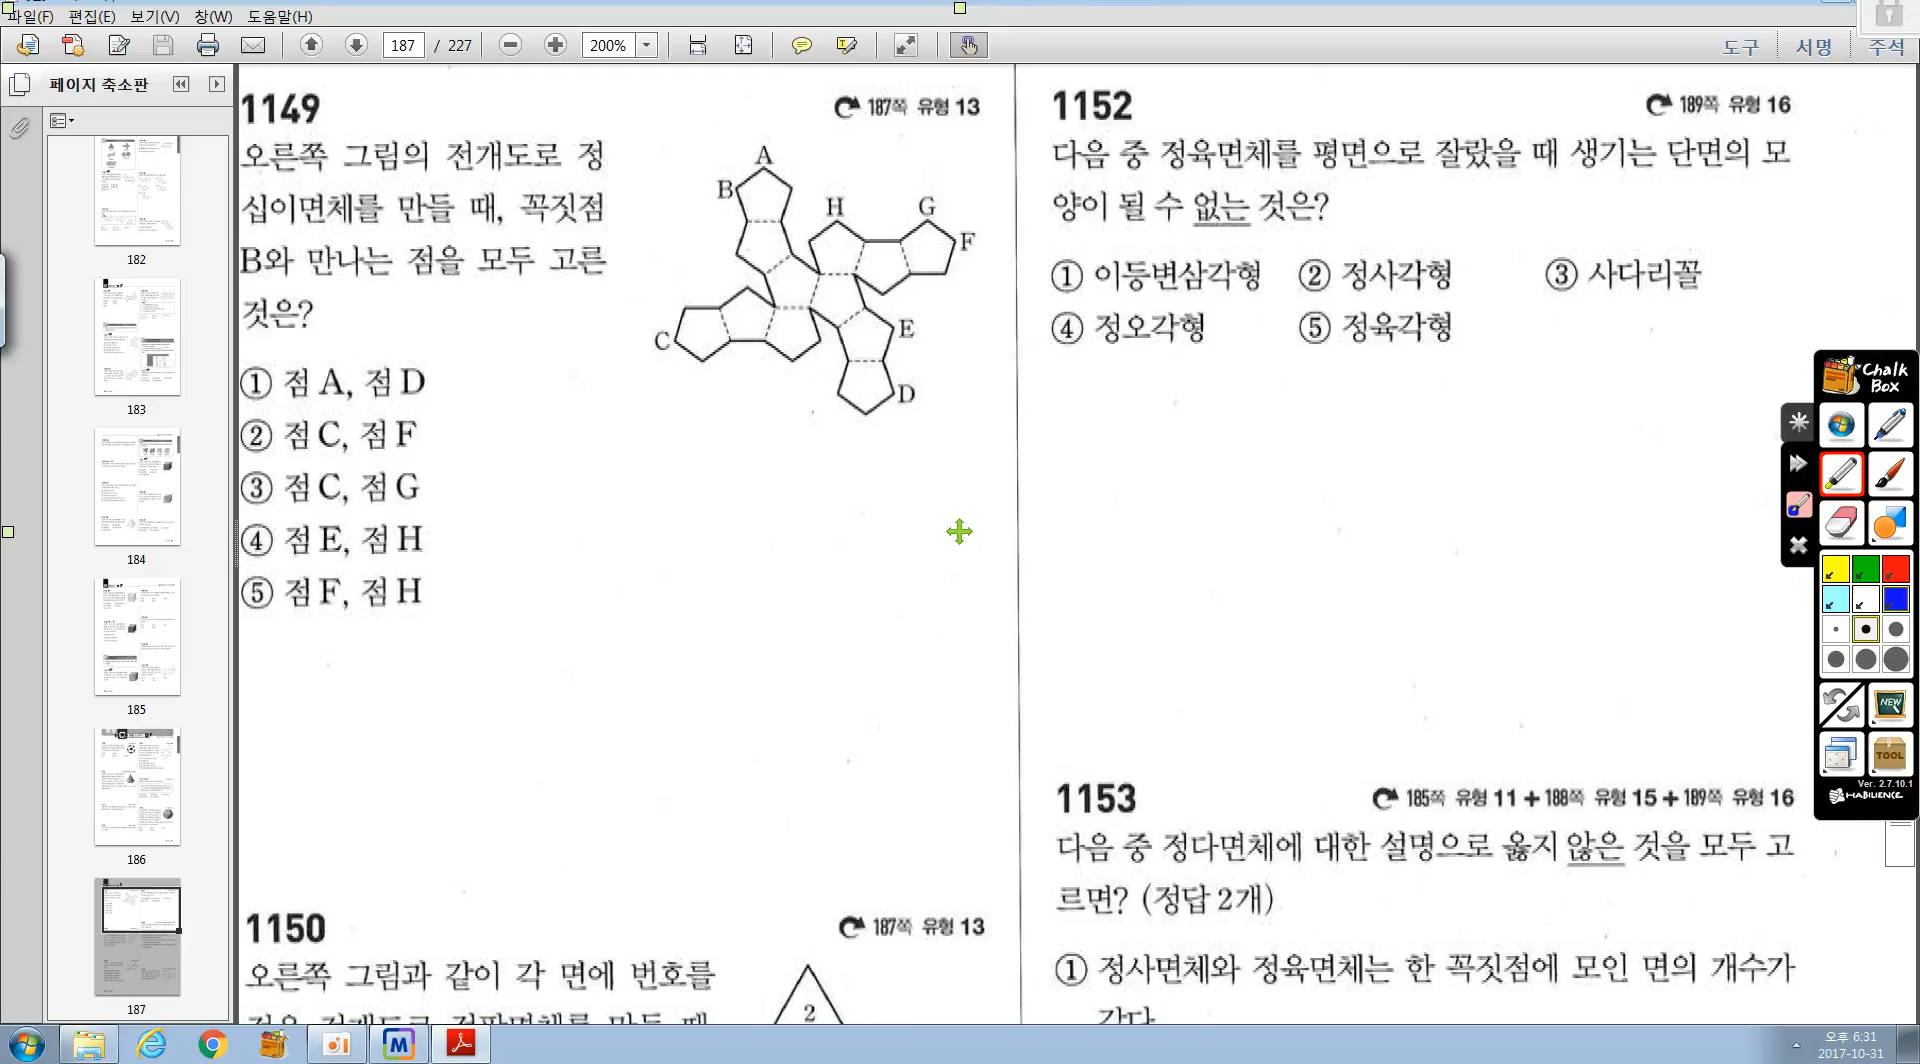 파일(F) 편집(E) 보기(V) 창(W) 도움말(H)
187 / 227
200%
도구 서명 주석
페이지 축소판
182
183
184
185
186
187
1149
187쪽 유형 13
오른쪽 그림의 전개도로 정
십이면체를 만들 때, 꼭짓점
B와 만나는 점을 모두 고른
것은?
A
B
H
G
F
C
E
D
① 점 A, 점 D
② 점 C, 점 F
③ 점 C, 점 G
④ 점 E, 점 H
⑤ 점 F, 점 H
1150
187쪽 유형 13
오른쪽 그림과 같이 각 면에 번호를
2
1152
189쪽 유형 16
다음 중 정육면체를 평면으로 잘랐을 때 생기는 단면의 모
양이 될 수 없는 것은?
① 이등변삼각형 ② 정사각형 ③ 사다리꼴
④ 정오각형 ⑤ 정육각형
1153
185쪽 유형 11 + 188쪽 유형 15 + 189쪽 유형 16
다음 중 정다면체에 대한 설명으로 옳지 않은 것을 모두 고
르면? (정답 2개)
① 정사면체와 정육면체는 한 꼭짓점에 모인 면의 개수가
Chalk
Box
NEW
TOOL
Ver. 2.7.10.1
HABILIENCE
오후 6:31
2017-10-31